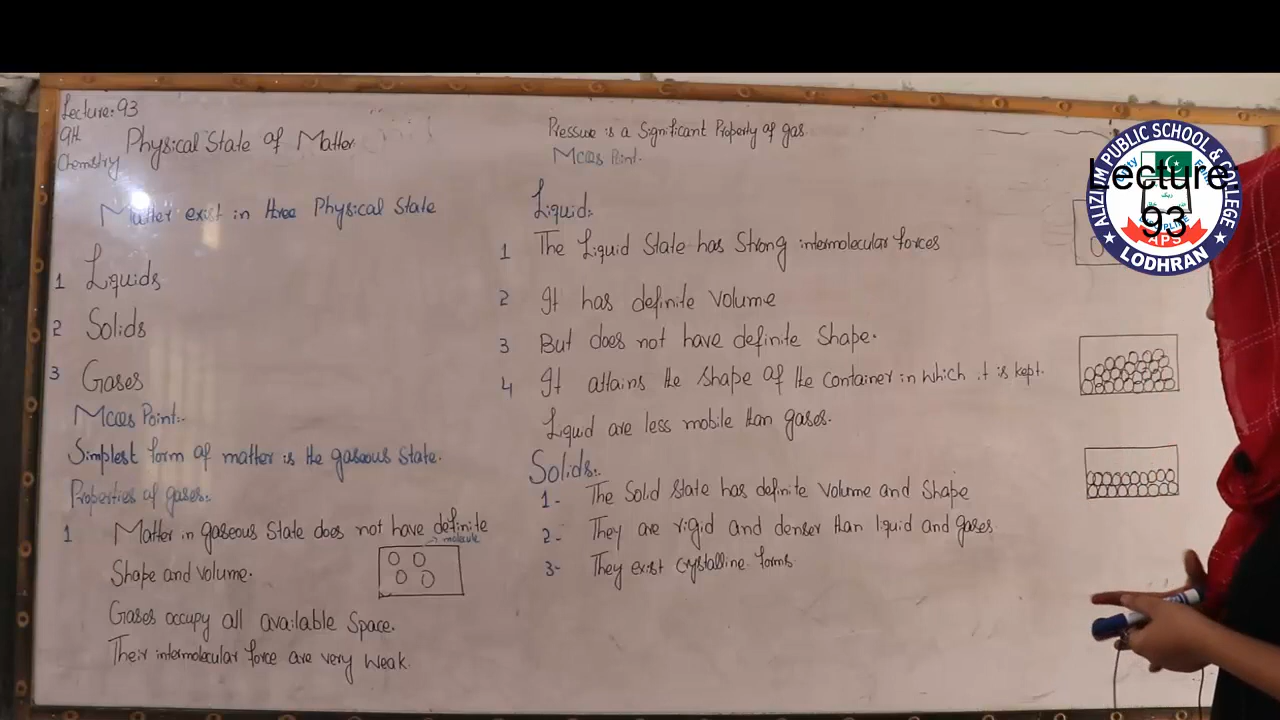 Lecture: 93
9th
Chemistry
Physical State of Matter
Matter exist in three Physical State
1 Liquids
2 Solids
3 Gases
Mcqs Point:-
Simplest form of matter is the gaseous state.
Properties of gases:-
1 Matter in gaseous State does not have definite
→ molecule
Shape and volume.
Gases occupy all available Space.
Their intermolecular force are very weak.
Pressure is a Significant Property of gas.
Mcqs Point.
Liquid:-
1 The Liquid State has Strong intermolecular forces
2 It has definite volume
3 But does not have definite Shape.
4 It attains the shape of the container in which it is kept.
Liquid are less mobile than gases.
Solids:-
1- The Solid State has definite Volume and Shape
2- They are rigid and denser than liquid and gases
3- They exist Crystalline forms
ALIZIUM PUBLIC SCHOOL & COLLEGE
Lecture
93
APS
LODHRAN